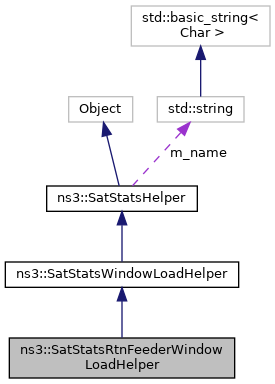 std::basic_string<
Char >
Object
std::string
m_name
ns3::SatStatsHelper
ns3::SatStatsWindowLoadHelper
ns3::SatStatsRtnFeederWindow
LoadHelper